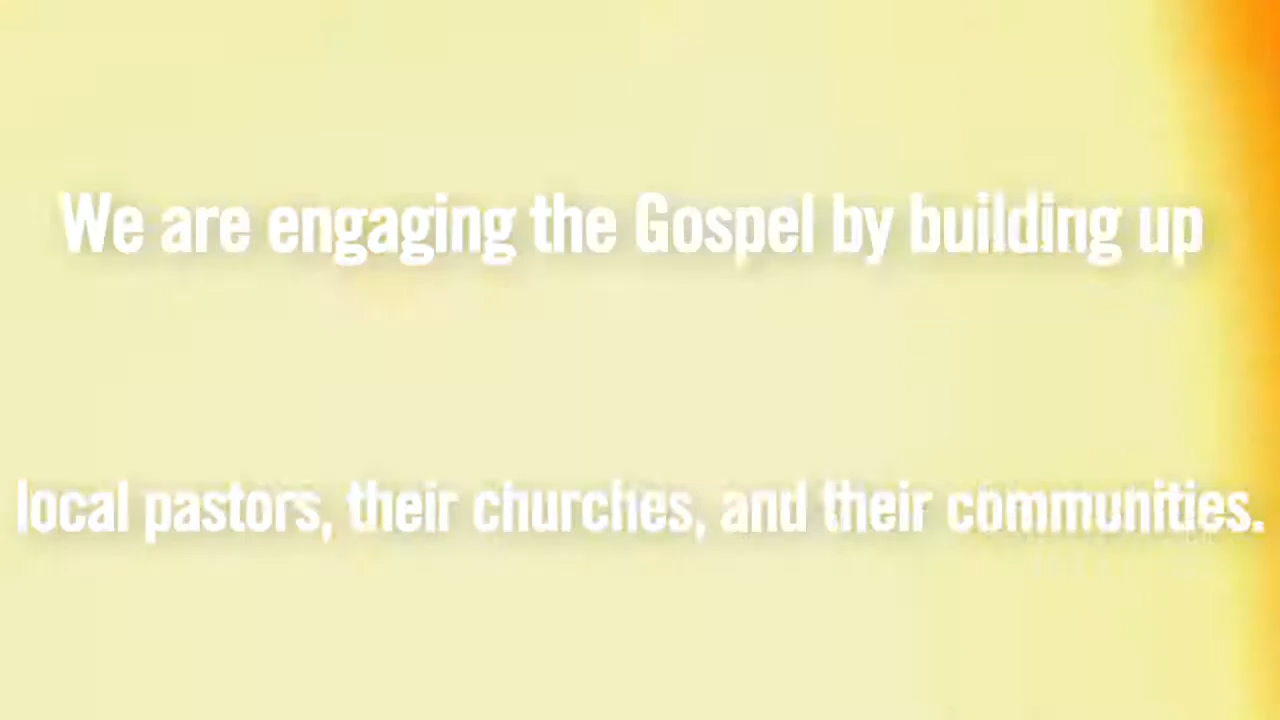 We are engaging the Gospel by building up
local pastors, their churches, and their communities.